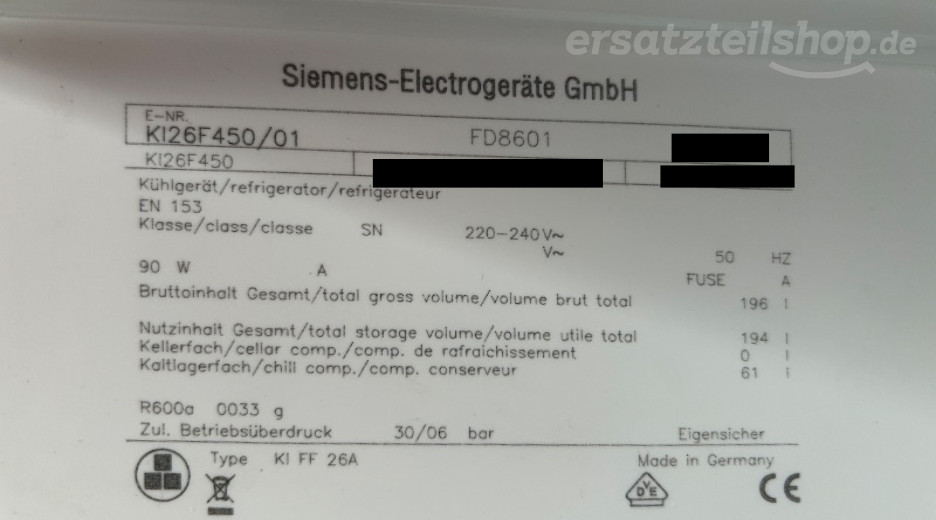 ersatzteilshop.de
Siemens-Electrogeräte GmbH
E-NR.
KI26F450/01 FD8601
KI26F450
Kühlgerät/refrigerator/refrigerateur
EN 153
Klasse/class/classe SN 220-240V~
V~
50 HZ
90 W .A
FUSE A
Bruttoinhalt Gesamt/total gross volume/volume brut total 196 l
Nutzinhalt Gesamt/total storage volume/volume utile total 194 l
Kellerfach/cellar comp./comp. de rafraichissement 0 l
Kaltlagerfach/chill comp./comp. conserveur 61 l
R600a 0033 g
Zul. Betriebsüberdruck 30/06 bar Eigensicher
Type KI FF 26A Made in Germany
DVE CE